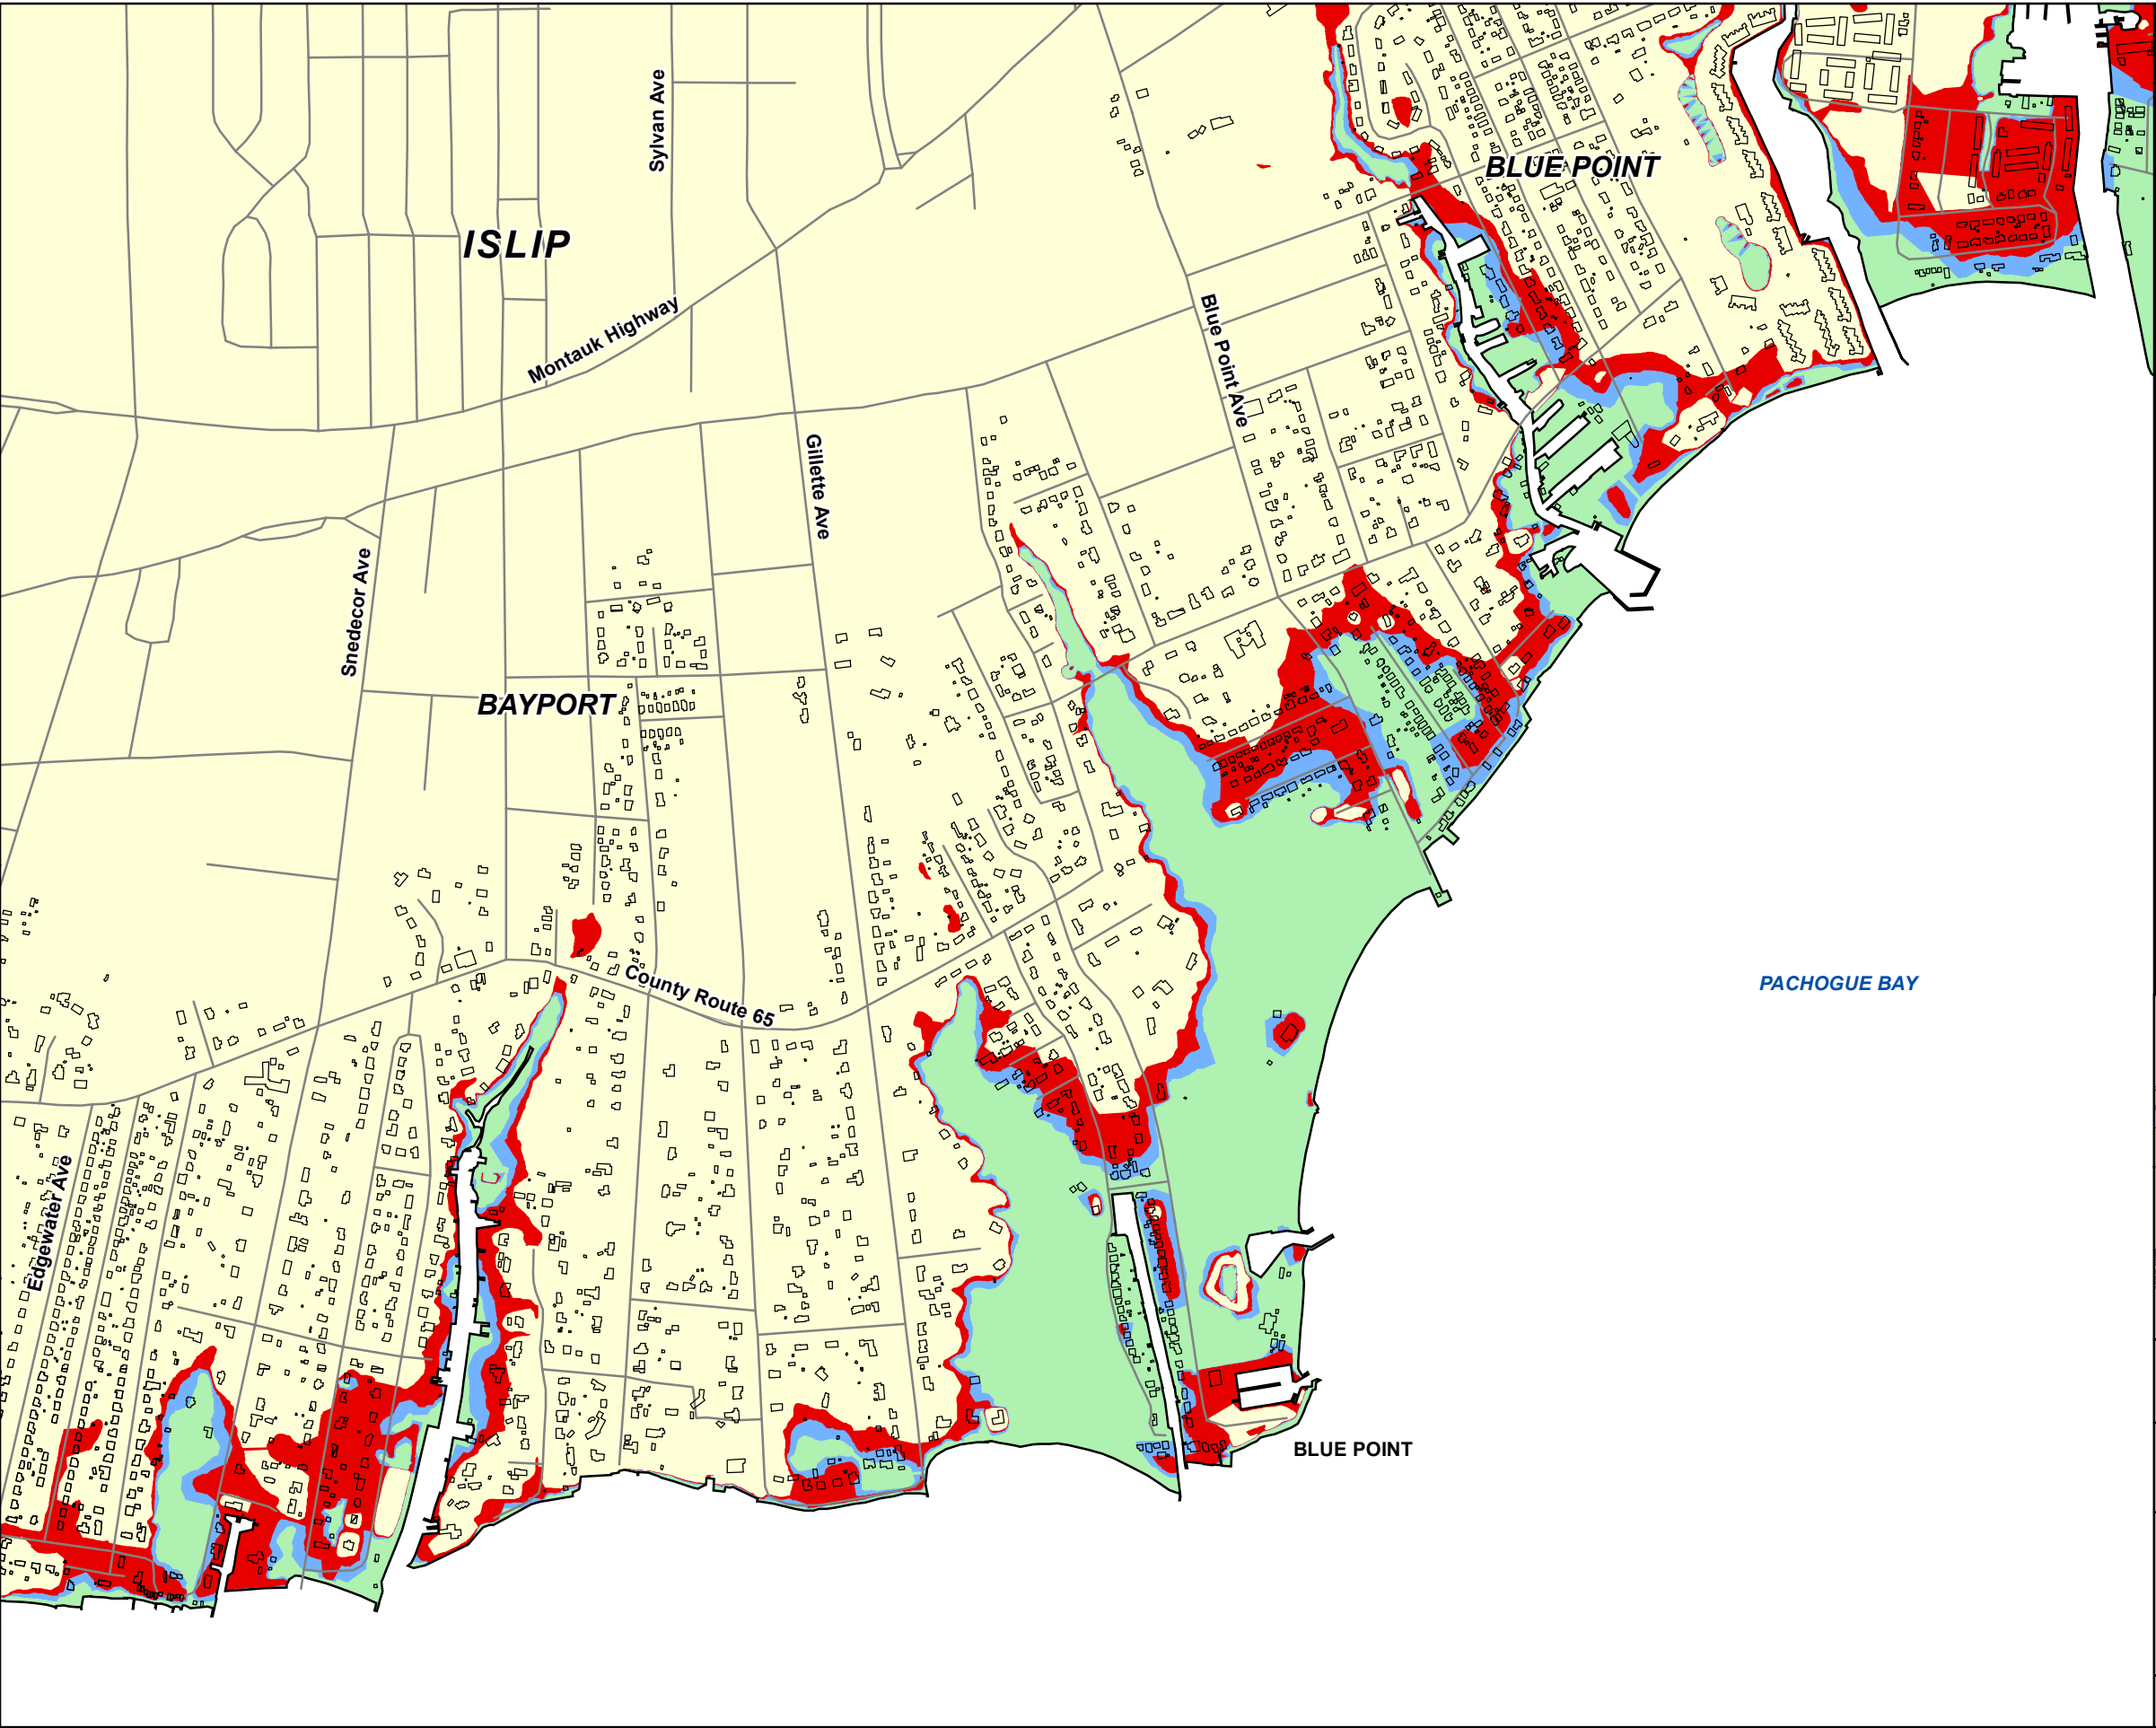 Sylvan Ave
BLUE POINT
ISLIP
Montauk Highway
Blue Point Ave
Gillette Ave
Snedecor Ave
BAYPORT
County Route 65
PACHOGUE BAY
Edgewater Ave
BLUE POINT